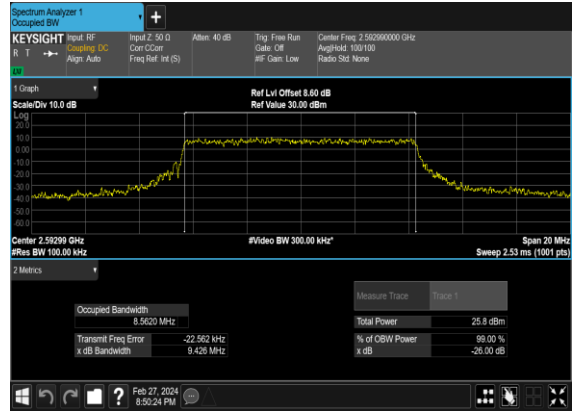 Spectrum Analyzer 1
Occupied BW
+
KEYSIGHT Input: RF Input Z: 50 Ω Atten: 40 dB Trig: Free Run Center Freq: 2.592990000 GHz
R T Coupling: DC Corr CCorr Gate: Off Avg|Hold: 100/100
Align: Auto Freq Ref: Int (S) #IF Gain: Low Radio Std: None
1 Graph
Ref Lvl Offset 8.60 dB
Scale/Div 10.0 dB Ref Value 30.00 dBm
Log
20.0
10.0
0.00
-10.0
-20.0
-30.0
-40.0
-50.0
-60.0
Center 2.59299 GHz #Video BW 300.00 kHz* Span 20 MHz
#Res BW 100.00 kHz Sweep 2.53 ms (1001 pts)
2 Metrics
Measure Trace Trace 1
Occupied Bandwidth
8.5620 MHz Total Power 25.8 dBm
Transmit Freq Error -22.562 kHz % of OBW Power 99.00 %
x dB Bandwidth 9.426 MHz x dB -26.00 dB
? Feb 27, 2024
8:50:24 PM